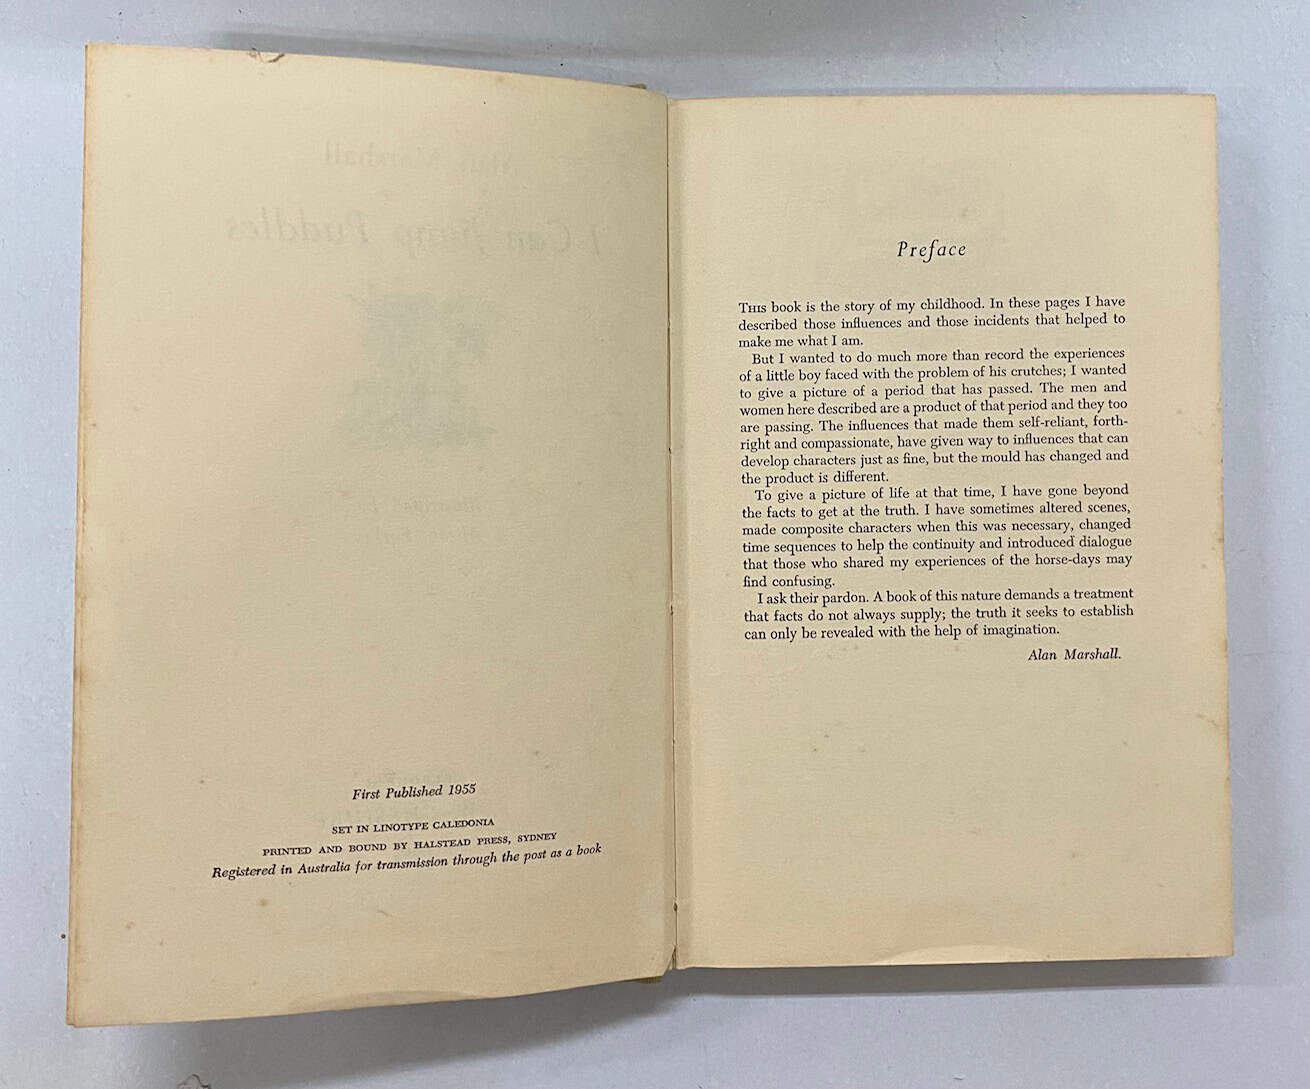 Alan Marshall
I Can Jump Puddles
First Published 1955
SET IN LINOTYPE CALEDONIA
PRINTED AND BOUND BY HALSTEAD PRESS, SYDNEY
Registered in Australia for transmission through the post as a book
Preface
THIS book is the story of my childhood. In these pages I have
described those influences and those incidents that helped to
make me what I am.
But I wanted to do much more than record the experiences
of a little boy faced with the problem of his crutches; I wanted
to give a picture of a period that has passed. The men and
women here described are a product of that period and they too
are passing. The influences that made them self-reliant, forth-
right and compassionate, have given way to influences that can
develop characters just as fine, but the mould has changed and
the product is different.
To give a picture of life at that time, I have gone beyond
the facts to get at the truth. I have sometimes altered scenes,
made composite characters when this was necessary, changed
time sequences to help the continuity and introduced dialogue
that those who shared my experiences of the horse-days may
find confusing.
I ask their pardon. A book of this nature demands a treatment
that facts do not always supply; the truth it seeks to establish
can only be revealed with the help of imagination.
Alan Marshall.